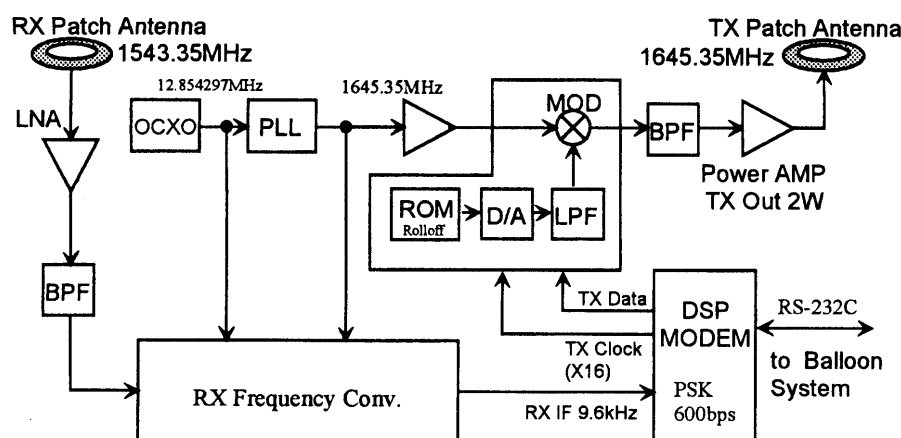 RX Patch Antenna
1543.35MHz
TX Patch Antenna
1645.35MHz
12.854297MHz
1645.35MHz
LNA
OCXO
PLL
MOD
BPF
Power AMP
TX Out 2W
ROM
Rolloff
D/A
LPF
BPF
TX Data
TX Clock
(X16)
DSP
MODEM
PSK
600bps
RS-232C
to Balloon
System
RX Frequency Conv.
RX IF 9.6kHz